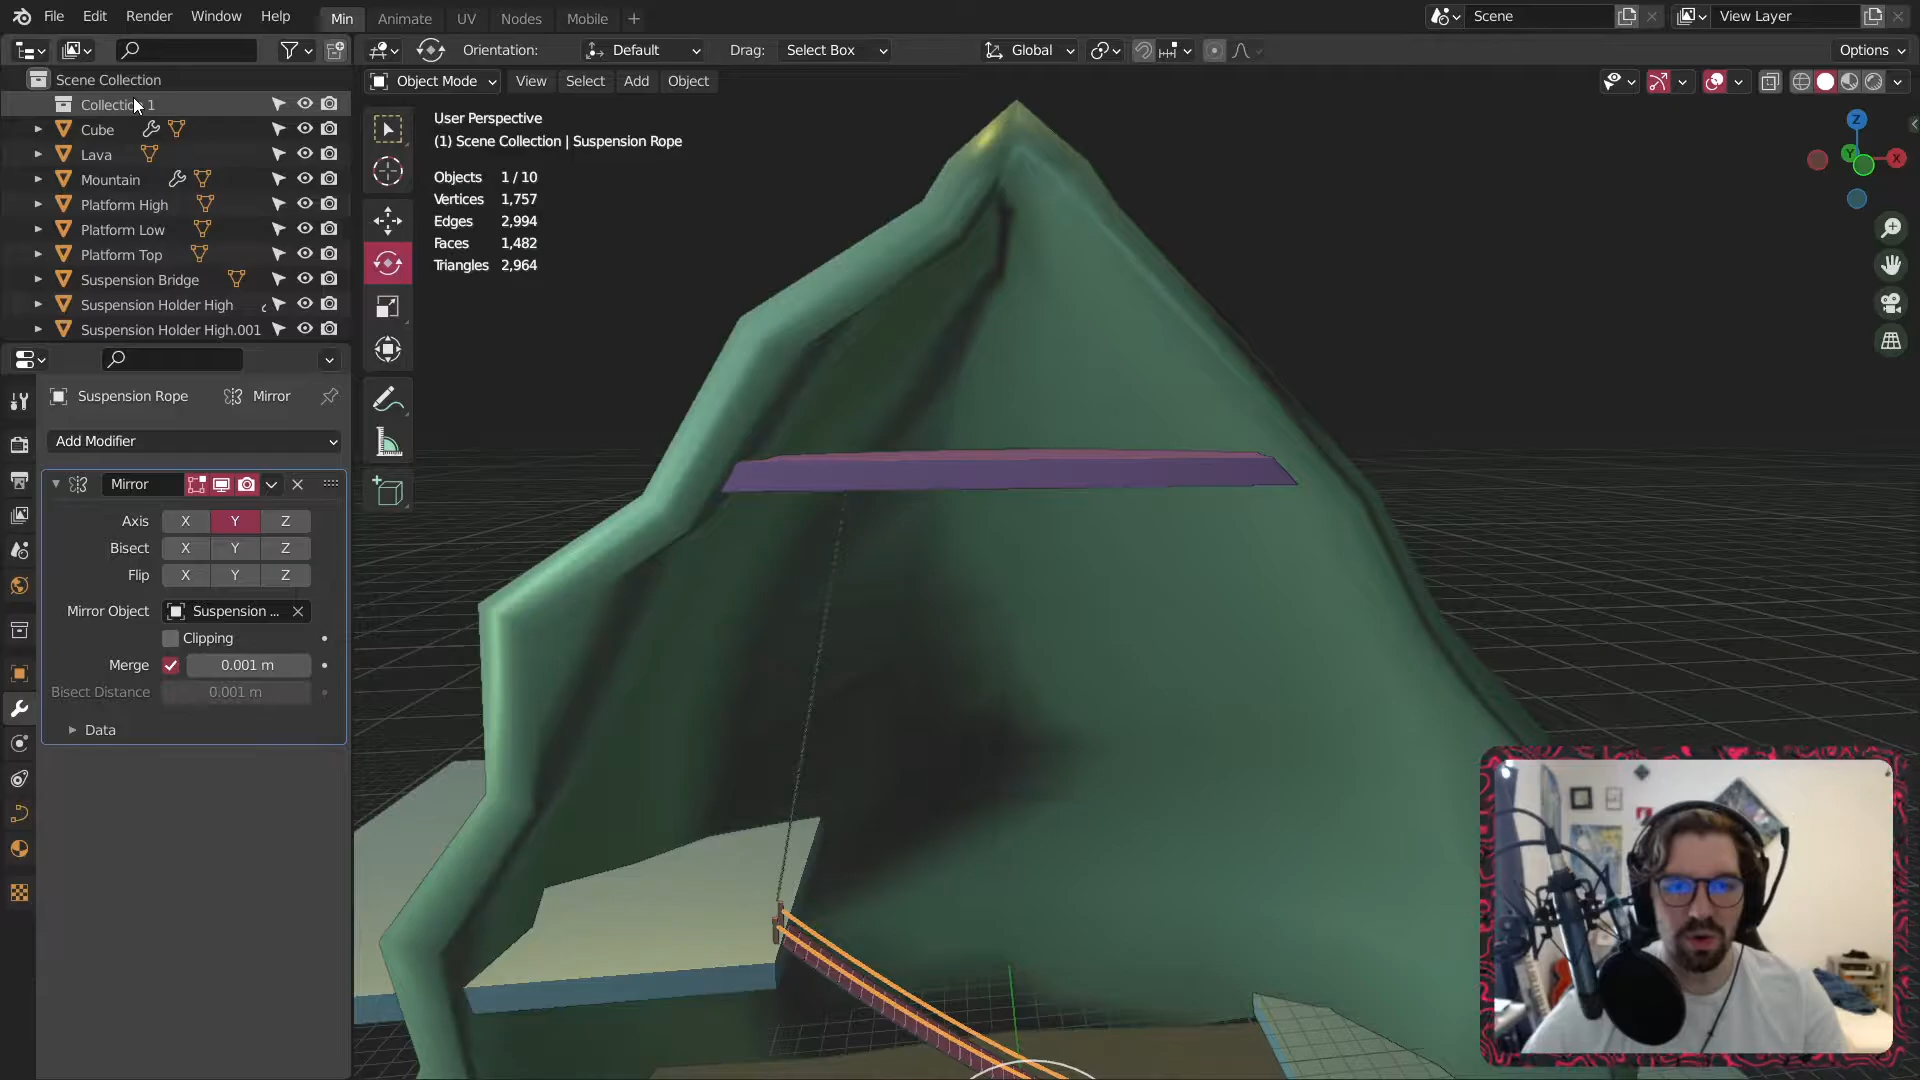 File Edit Render Window Help Min Animate UV Nodes Mobile Scene View Layer
Orientation: Default Drag: Select Box Global Options
Scene Collection
Object Mode View Select Add Object
Collection 1
Cube
Lava
Mountain
Platform High
Platform Low
Platform Top
Suspension Bridge
Suspension Holder High
Suspension Holder High.001
User Perspective
(1) Scene Collection | Suspension Rope
Objects 1 / 10
Vertices 1,757
Edges 2,994
Faces 1,482
Triangles 2,964
Z
Y
X
Suspension Rope Mirror
Add Modifier
Mirror
Axis X Y Z
Bisect X Y Z
Flip X Y Z
Mirror Object Suspension ...
Clipping
Merge 0.001 m
Bisect Distance 0.001 m
Data